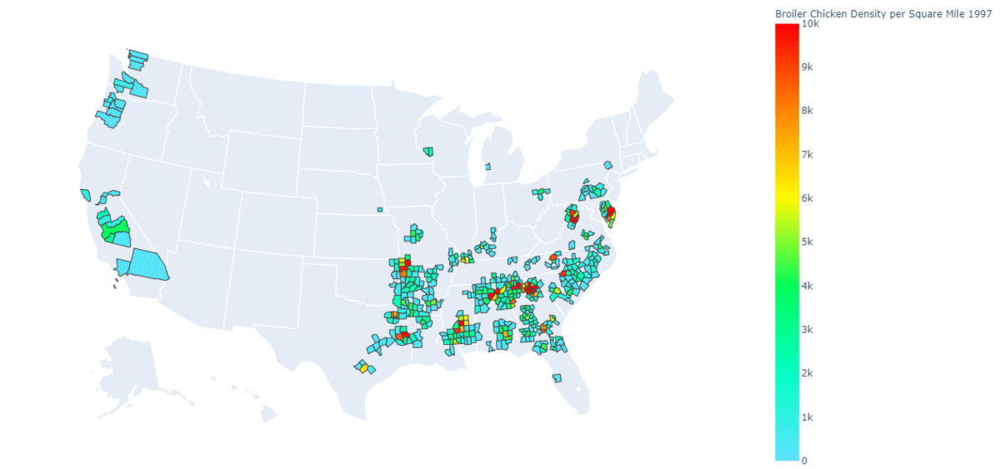 Broiler Chicken Density per Square Mile 1997
10k
9k
8k
7k
6k
5k
4k
3k
2k
1k
0